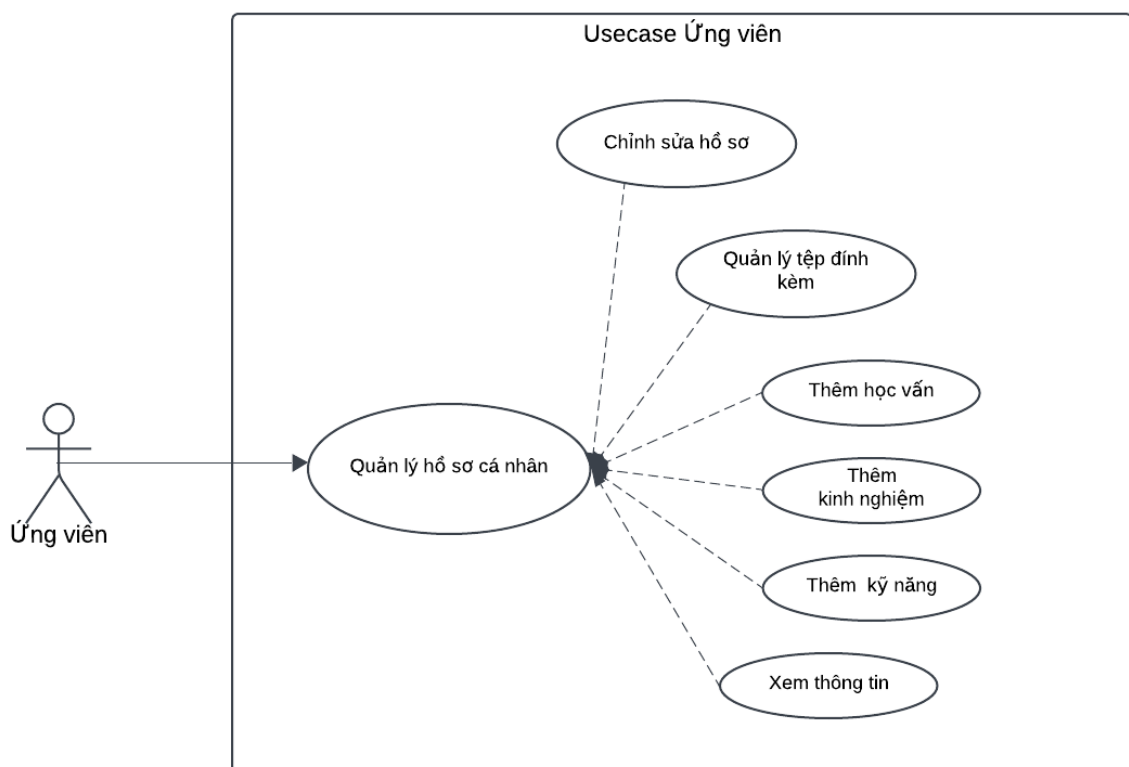 Usecase Ứng viên
Chỉnh sửa hồ sơ
Quản lý tệp đính
kèm
Thêm học vấn
Quản lý hồ sơ cá nhân
Thêm
kinh nghiệm
Ứng viên
Thêm kỹ năng
Xem thông tin